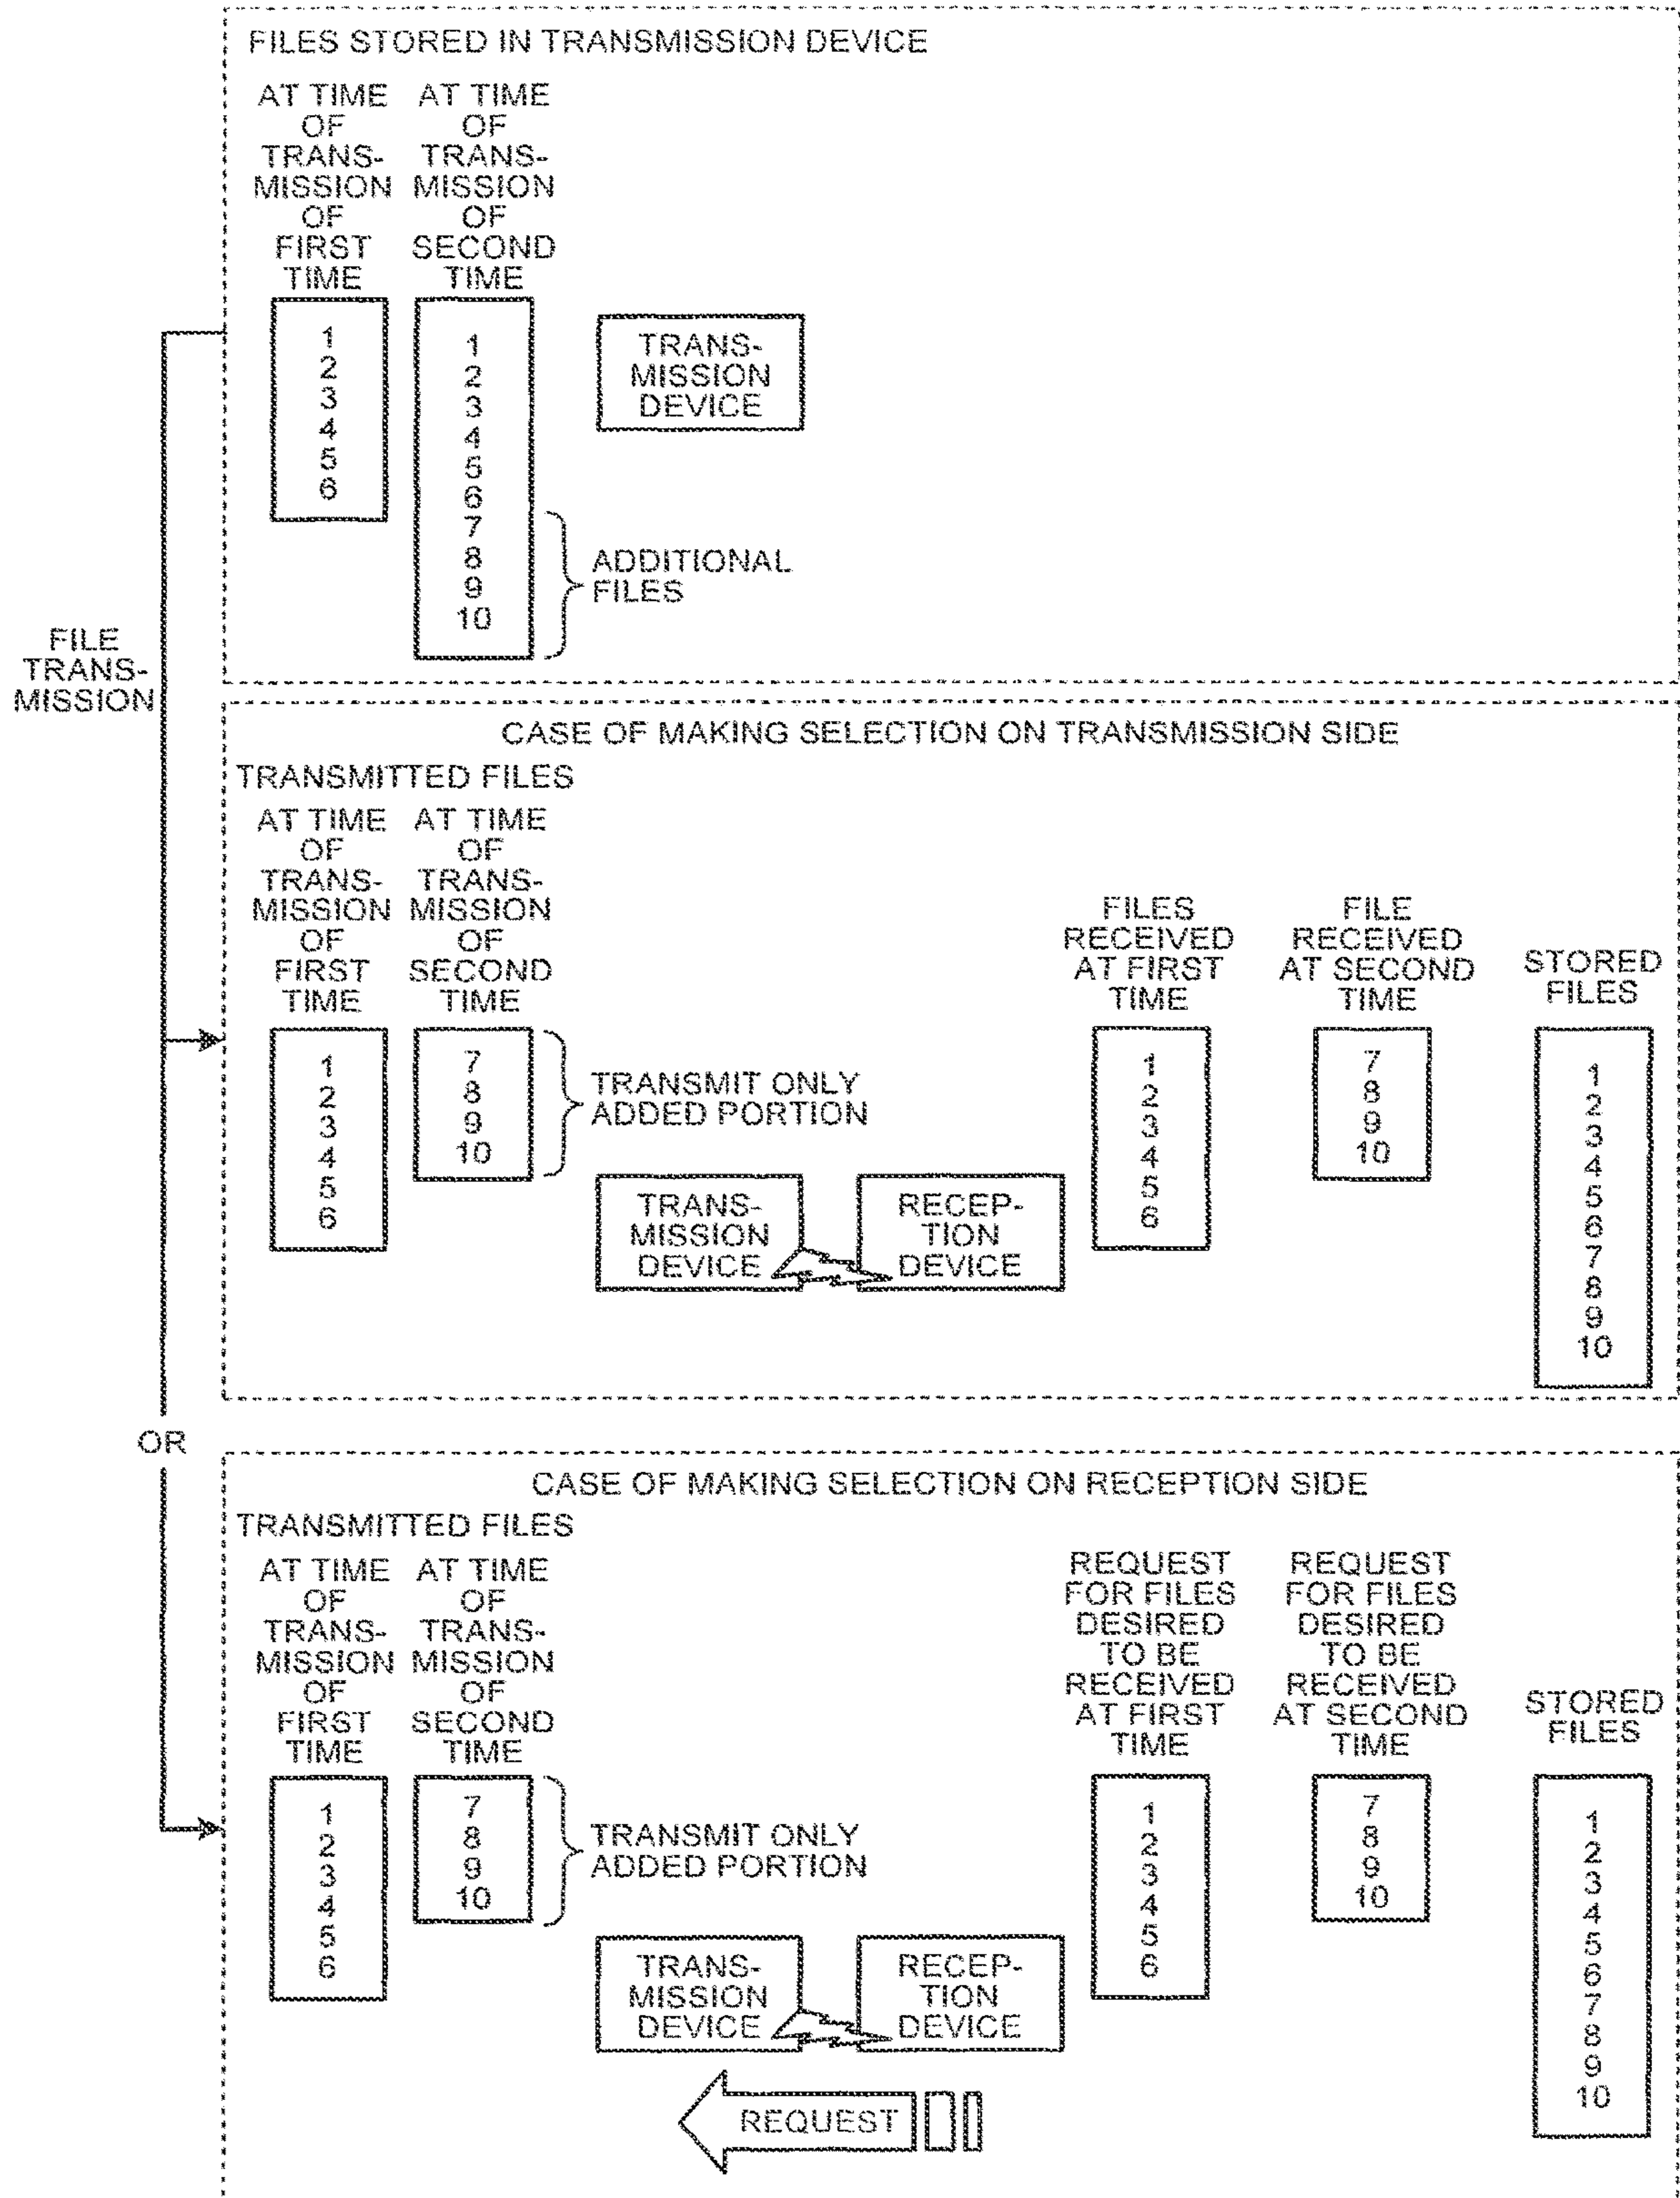 FILES STORED IN TRANSMISSION DEVICE
AT TIME
OF
TRANS-
MISSION
OF
FIRST
TIME
AT TIME
OF
TRANS-
MISSION
OF
SECOND
TIME
1
2
3
4
5
6
1
2
3
4
5
6
7
8
9
10
TRANS-
MISSION
DEVICE
ADDITIONAL
FILES
FILE
TRANS-
MISSION
CASE OF MAKING SELECTION ON TRANSMISSION SIDE
TRANSMITTED FILES
AT TIME
OF
TRANS-
MISSION
OF
FIRST
TIME
AT TIME
OF
TRANS-
MISSION
OF
SECOND
TIME
1
2
3
4
5
6
7
8
9
10
TRANSMIT ONLY
ADDED PORTION
TRANS-
MISSION
DEVICE
RECEP-
TION
DEVICE
FILES
RECEIVED
AT FIRST
TIME
1
2
3
4
5
6
FILE
RECEIVED
AT SECOND
TIME
7
8
9
10
STORED
FILES
1
2
3
4
5
6
7
8
9
10
OR
CASE OF MAKING SELECTION ON RECEPTION SIDE
TRANSMITTED FILES
AT TIME
OF
TRANS-
MISSION
OF
FIRST
TIME
AT TIME
OF
TRANS-
MISSION
OF
SECOND
TIME
1
2
3
4
5
6
7
8
9
10
TRANSMIT ONLY
ADDED PORTION
TRANS-
MISSION
DEVICE
RECEP-
TION
DEVICE
REQUEST
REQUEST
FOR FILES
DESIRED
TO BE
RECEIVED
AT FIRST
TIME
1
2
3
4
5
6
REQUEST
FOR FILES
DESIRED
TO BE
RECEIVED
AT SECOND
TIME
7
8
9
10
STORED
FILES
1
2
3
4
5
6
7
8
9
10